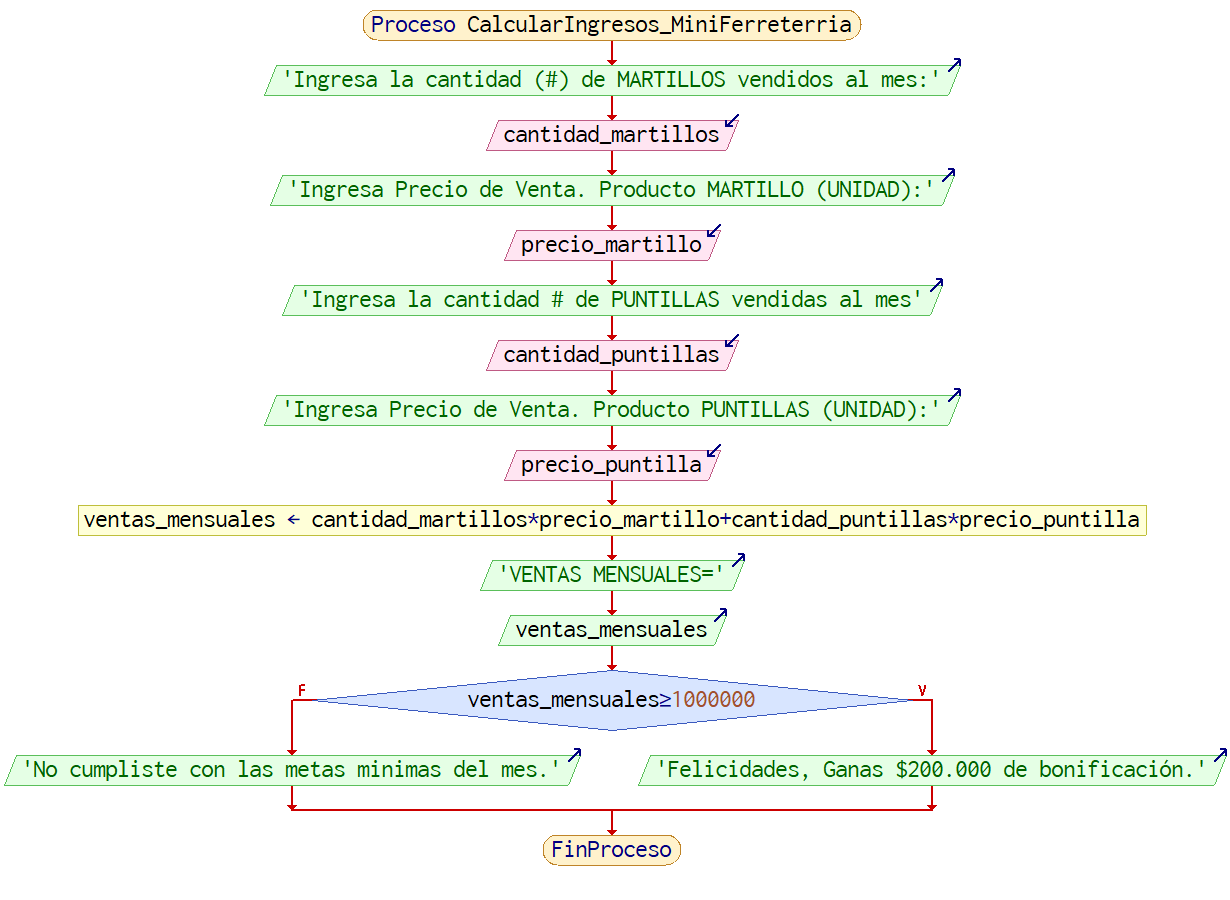 Proceso CalcularIngresos_MiniFerreterria
'Ingresa la cantidad (#) de MARTILLOS vendidos al mes:'
cantidad_martillos
'Ingresa Precio de Venta. Producto MARTILLO (UNIDAD):'
precio_martillo
'Ingresa la cantidad # de PUNTILLAS vendidas al mes'
cantidad_puntillas
'Ingresa Precio de Venta. Producto PUNTILLAS (UNIDAD):'
precio_puntilla
ventas_mensuales ← cantidad_martillos*precio_martillo+cantidad_puntillas*precio_puntilla
'VENTAS MENSUALES='
ventas_mensuales
F
ventas_mensuales≥1000000
V
'No cumpliste con las metas minimas del mes.'
'Felicidades, Ganas $200.000 de bonificación.'
FinProceso